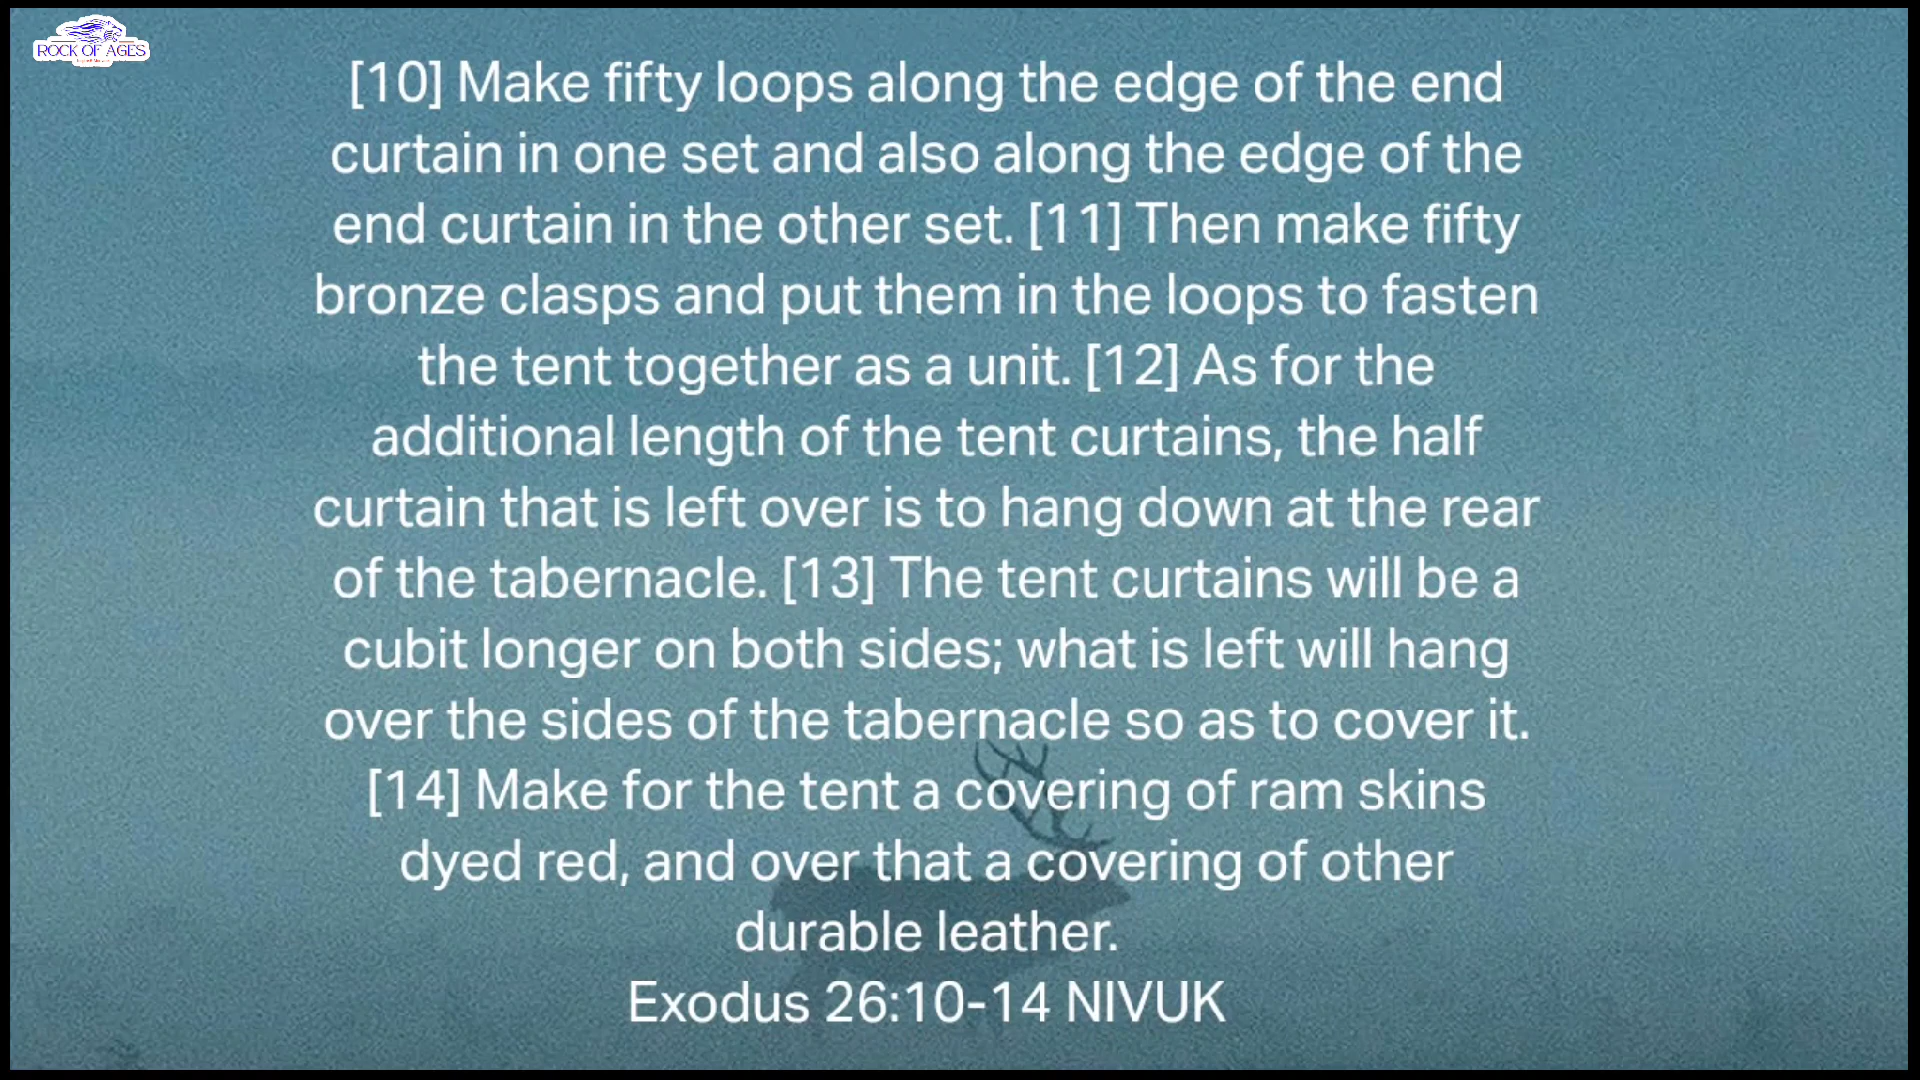 ROCK OF AGES
[10] Make fifty loops along the edge of the end
curtain in one set and also along the edge of the
end curtain in the other set. [11] Then make fifty
bronze clasps and put them in the loops to fasten
the tent together as a unit. [12] As for the
additional length of the tent curtains, the half
curtain that is left over is to hang down at the rear
of the tabernacle. [13] The tent curtains will be a
cubit longer on both sides; what is left will hang
over the sides of the tabernacle so as to cover it.
[14] Make for the tent a covering of ram skins
dyed red, and over that a covering of other
durable leather.
Exodus 26:10-14 NIVUK